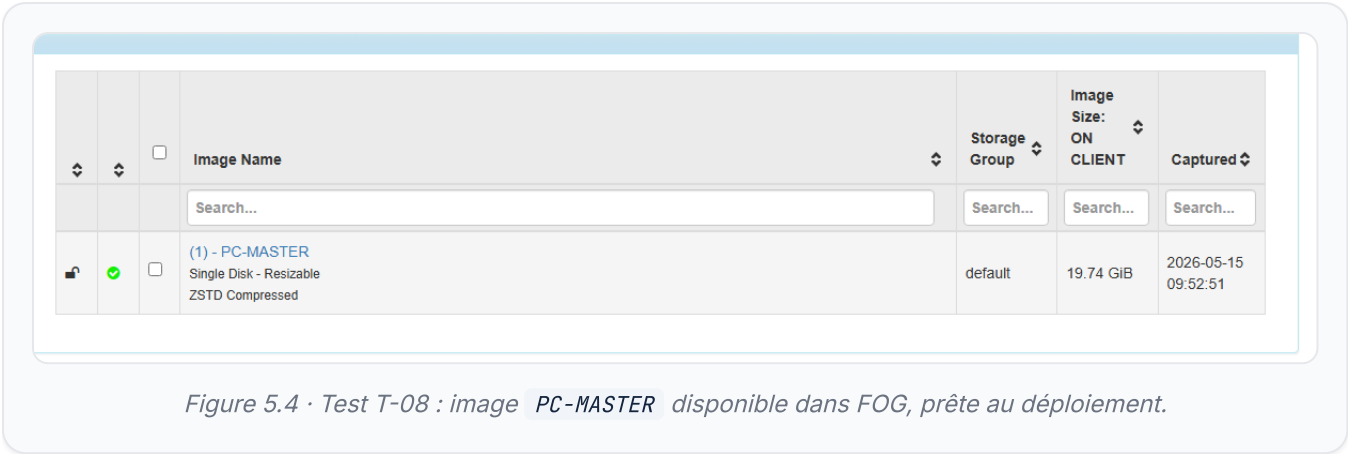 Image Name
Storage
Group
Image
Size:
ON
CLIENT
Captured
Search...
Search...
Search...
Search...
(1) - PC-MASTER
Single Disk - Resizable
ZSTD Compressed
default
19.74 GiB
2026-05-15
09:52:51
Figure 5.4 · Test T-08 : image PC-MASTER disponible dans FOG, prête au déploiement.